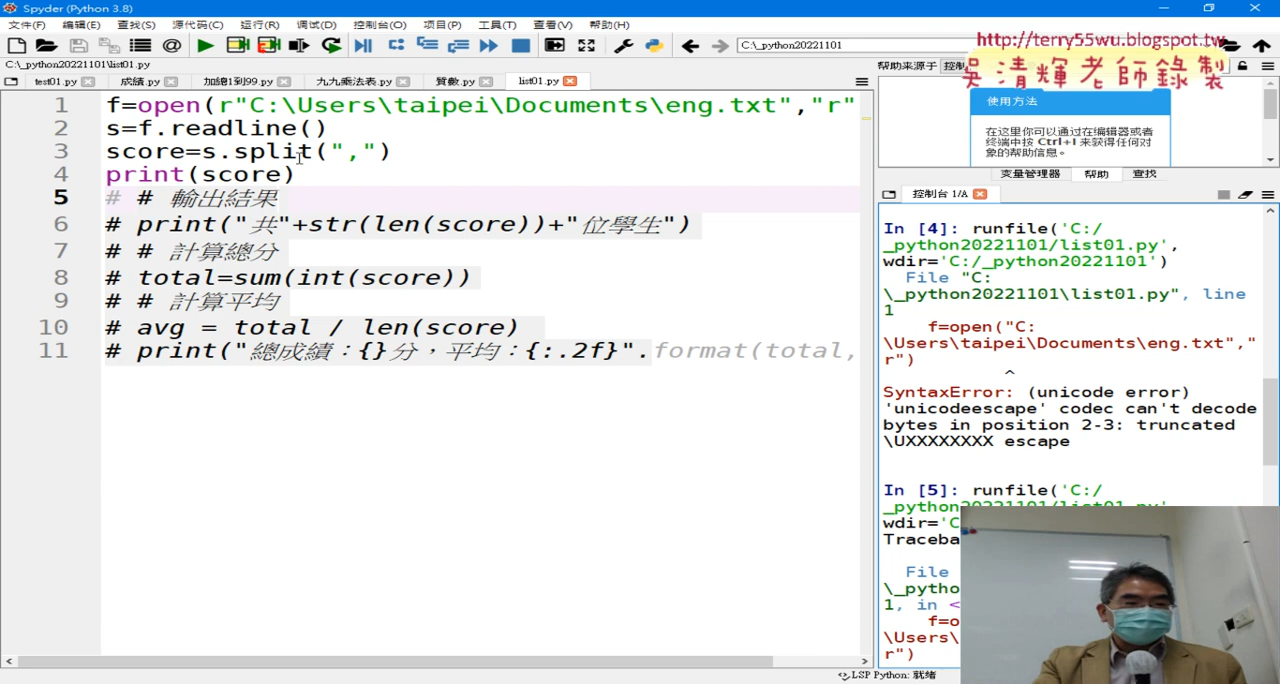 Spyder (Python 3.8)
文件(F) 编辑(E) 查找(S) 源代码(C) 运行(R) 调试(D) 控制台(O) 项目(P) 工具(T) 查看(V) 帮助(H)
C:\_python20221101
http://terry55wu.blogspot.tw
吳清輝老師錄製
C:\_python20221101\list01.py
test01.py 成績.py 加總1到99.py 九九乘法表.py 質數.py list01.py
帮助来源于
使用方法
在这里你可以通过在编辑器或者
终端中按 Ctrl+I 来获得任何对
象的帮助信息。
变量管理器 帮助 查找
控制台 1/A
1 f=open(r"C:\Users\taipei\Documents\eng.txt","r"
2 s=f.readline()
3 score=s.split(",")
4 print(score)
5 # # 輸出結果
6 # print("共"+str(len(score))+"位學生")
7 # # 計算總分
8 # total=sum(int(score))
9 # # 計算平均
10 # avg = total / len(score)
11 # print("總成績：{}分，平均：{:.2f}".format(total,
In [4]: runfile('C:/
_python20221101/list01.py',
wdir='C:/_python20221101')
File "C:
\_python20221101\list01.py", line
1
f=open("C:
\Users\taipei\Documents\eng.txt","
r")
^
SyntaxError: (unicode error)
'unicodeescape' codec can't decode
bytes in position 2-3: truncated
\UXXXXXXXX escape
In [5]: runfile('C:/
_python20221101/list01.py',
wdir='C
Traceba
File
\_pytho
1, in <
f=o
\Users\
r")
LSP Python: 就绪